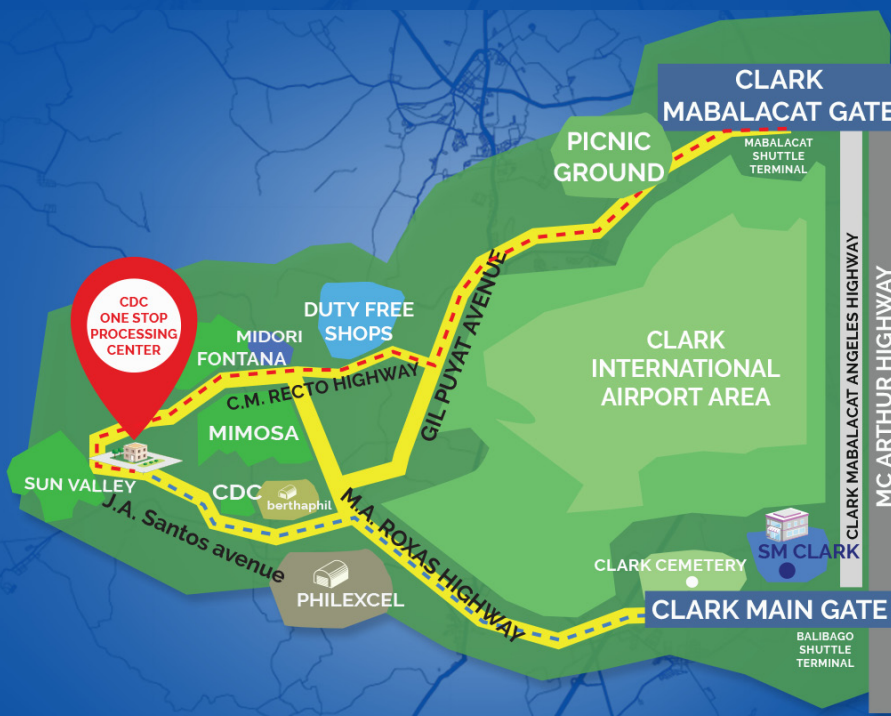 CLARK
MABALACAT GATE
MABALACAT
SHUTTLE
TERMINAL
PICNIC
GROUND
CDC
ONE STOP
PROCESSING
CENTER
DUTY FREE
SHOPS
MIDORI
FONTANA
GIL PUYAT AVENUE
C.M. RECTO HIGHWAY
CLARK
INTERNATIONAL
AIRPORT AREA
CLARK MABALACAT ANGELES HIGHWAY
MC ARTHUR HIGHWAY
MIMOSA
SUN VALLEY
CDC
berthaphil
J.A. Santos avenue
M.A. ROXAS HIGHWAY
PHILEXCEL
SM CLARK
CLARK CEMETERY
CLARK MAIN GATE
BALIBAGO
SHUTTLE
TERMINAL